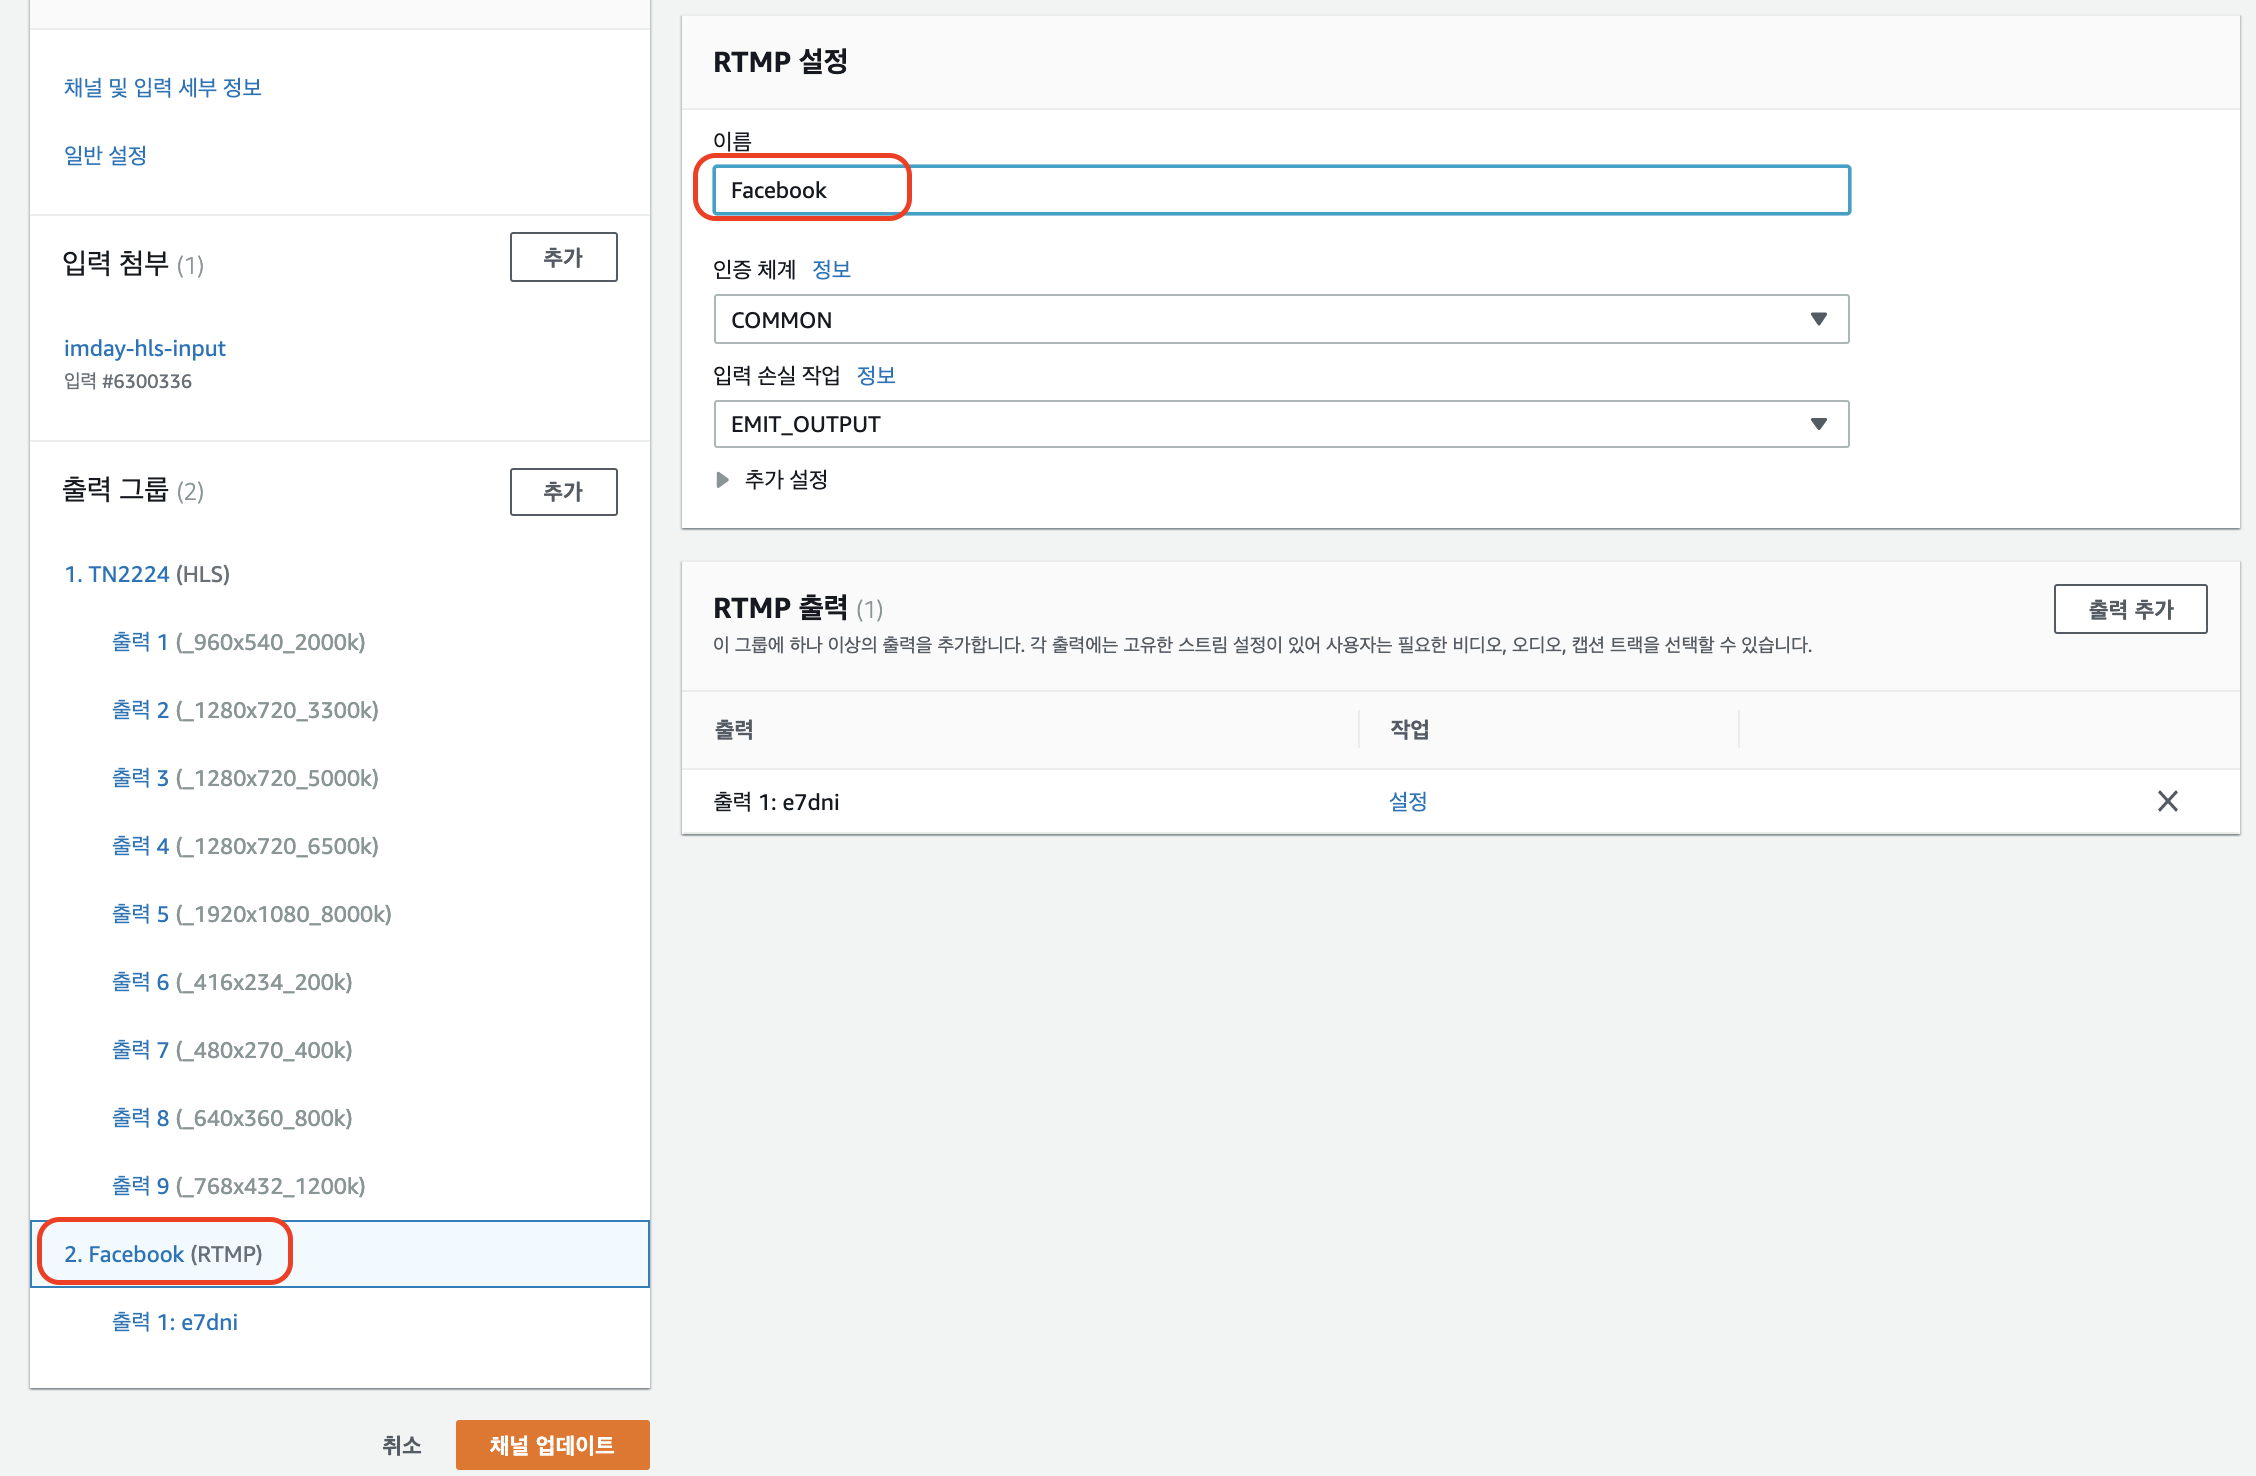 채널 및 입력 세부 정보
일반 설정
입력 첨부 (1)
추가
imday-hls-input
입력 #6300336
출력 그룹 (2)
추가
1. TN2224 (HLS)
출력 1 (_960x540_2000k)
출력 2 (_1280x720_3300k)
출력 3 (_1280x720_5000k)
출력 4 (_1280x720_6500k)
출력 5 (_1920x1080_8000k)
출력 6 (_416x234_200k)
출력 7 (_480x270_400k)
출력 8 (_640x360_800k)
출력 9 (_768x432_1200k)
2. Facebook (RTMP)
출력 1: e7dni
취소
채널 업데이트
RTMP 설정
이름
Facebook
인증 체계 정보
COMMON
입력 손실 작업 정보
EMIT_OUTPUT
추가 설정
RTMP 출력 (1)
출력 추가
이 그룹에 하나 이상의 출력을 추가합니다. 각 출력에는 고유한 스트림 설정이 있어 사용자는 필요한 비디오, 오디오, 캡션 트랙을 선택할 수 있습니다.
출력 작업
출력 1: e7dni 설정